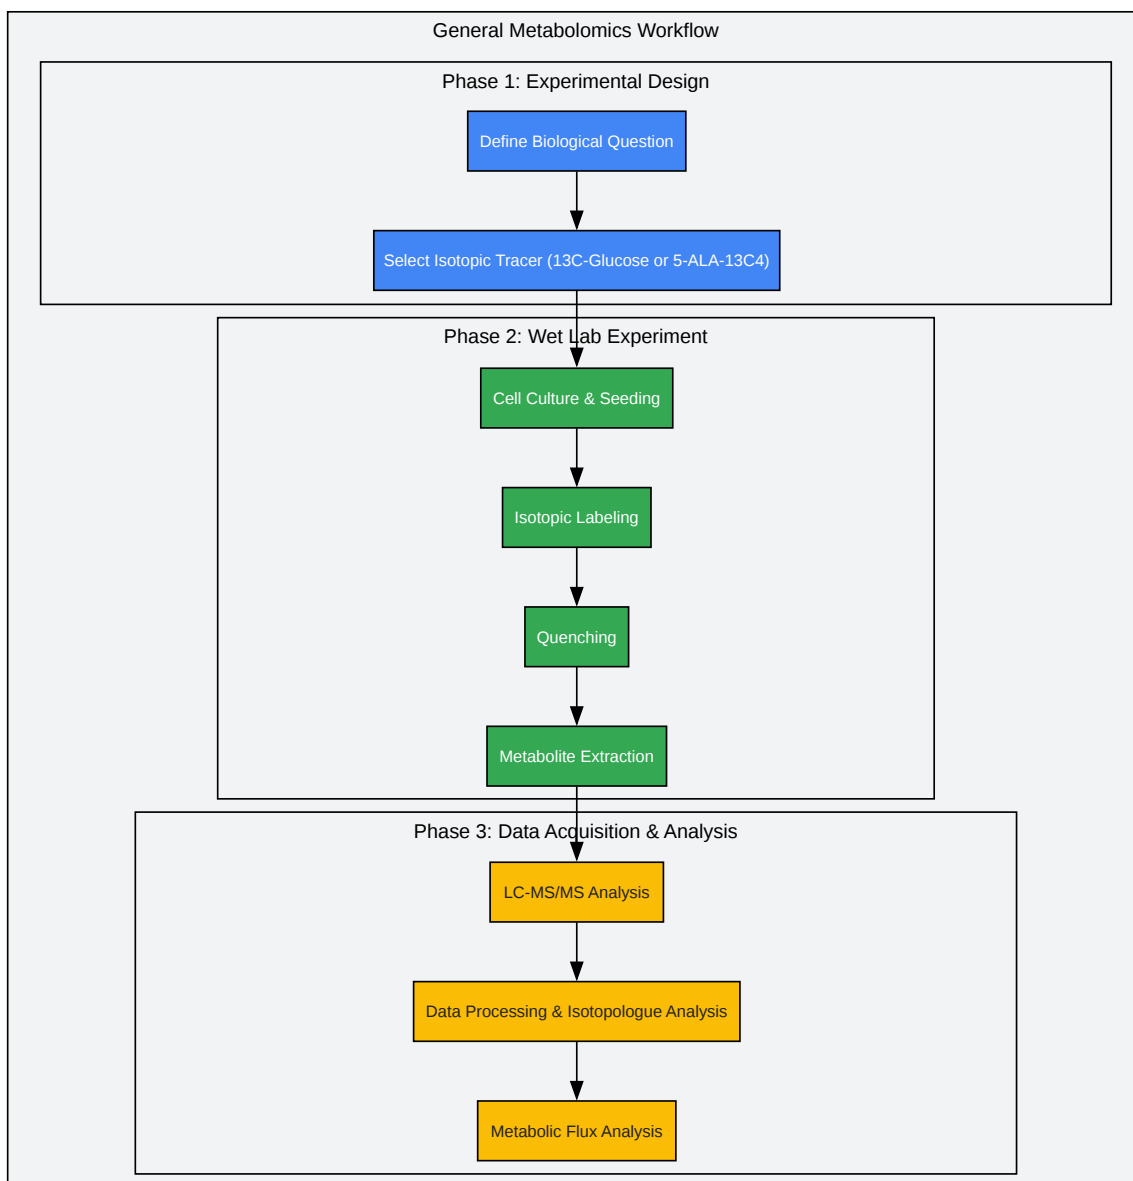 General Metabolomics Workflow
Phase 1: Experimental Design
Define Biological Question
Select Isotopic Tracer (13C-Glucose or 5-ALA-13C4)
Phase 2: Wet Lab Experiment
Cell Culture & Seeding
Isotopic Labeling
Quenching
Metabolite Extraction
Phase 3: Data Acquisition & Analysis
LC-MS/MS Analysis
Data Processing & Isotopologue Analysis
Metabolic Flux Analysis